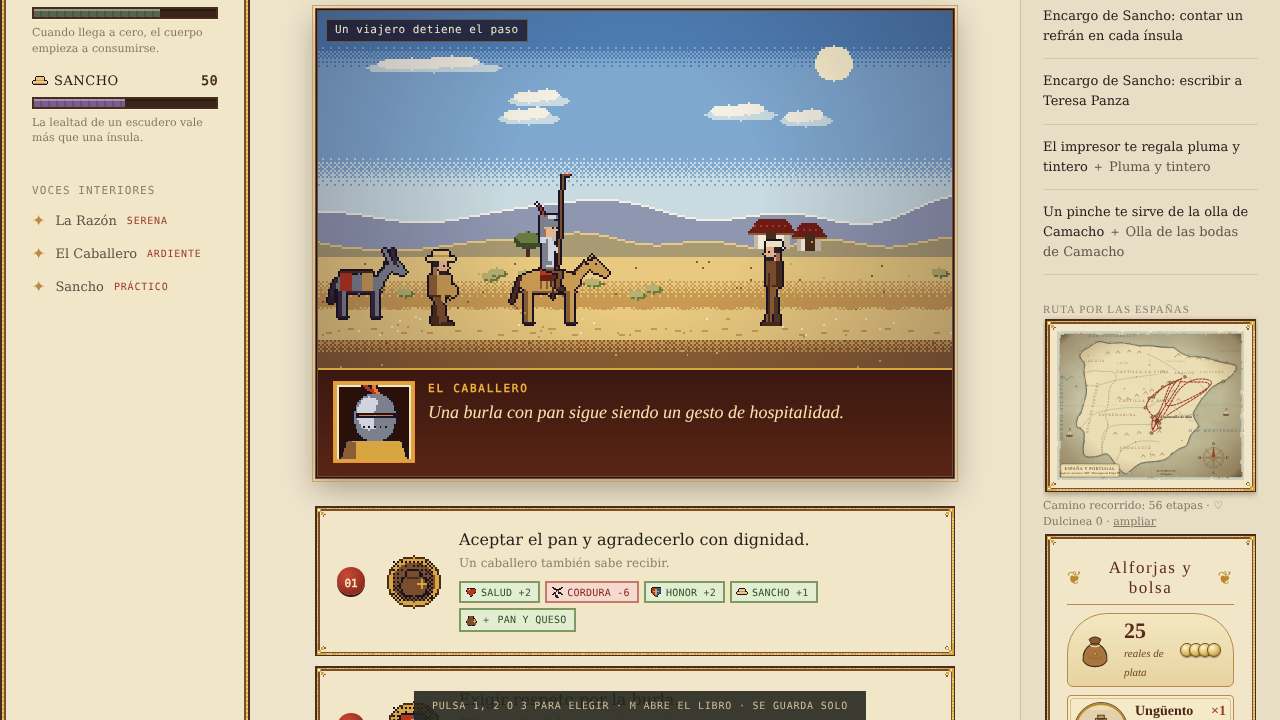 Cuando llega a cero, el cuerpo
empieza a consumirse.
SANCHO 50
La lealtad de un escudero vale
más que una ínsula.
VOCES INTERIORES
La Razón SERENA
El Caballero ARDIENTE
Sancho PRÁCTICO
Un viajero detiene el paso
EL CABALLERO
Una burla con pan sigue siendo un gesto de hospitalidad.
01
Aceptar el pan y agradecerlo con dignidad.
Un caballero también sabe recibir.
SALUD +2 CORDURA -6 HONOR +2 SANCHO +1
+ PAN Y QUESO
Exigir respeto por la burla.
PULSA 1, 2 O 3 PARA ELEGIR · M ABRE EL LIBRO · SE GUARDA SOLO
Encargo de Sancho: contar un
refrán en cada ínsula
Encargo de Sancho: escribir a
Teresa Panza
El impresor te regala pluma y
tintero + Pluma y tintero
Un pinche te sirve de la olla de
Camacho + Olla de las bodas
de Camacho
RUTA POR LAS ESPAÑAS
ESPAÑA Y PORTUGAL
Camino recorrido: 56 etapas · ♡
Dulcinea 0 · ampliar
Alforjas y
bolsa
25
reales de
plata
Ungüento ×1